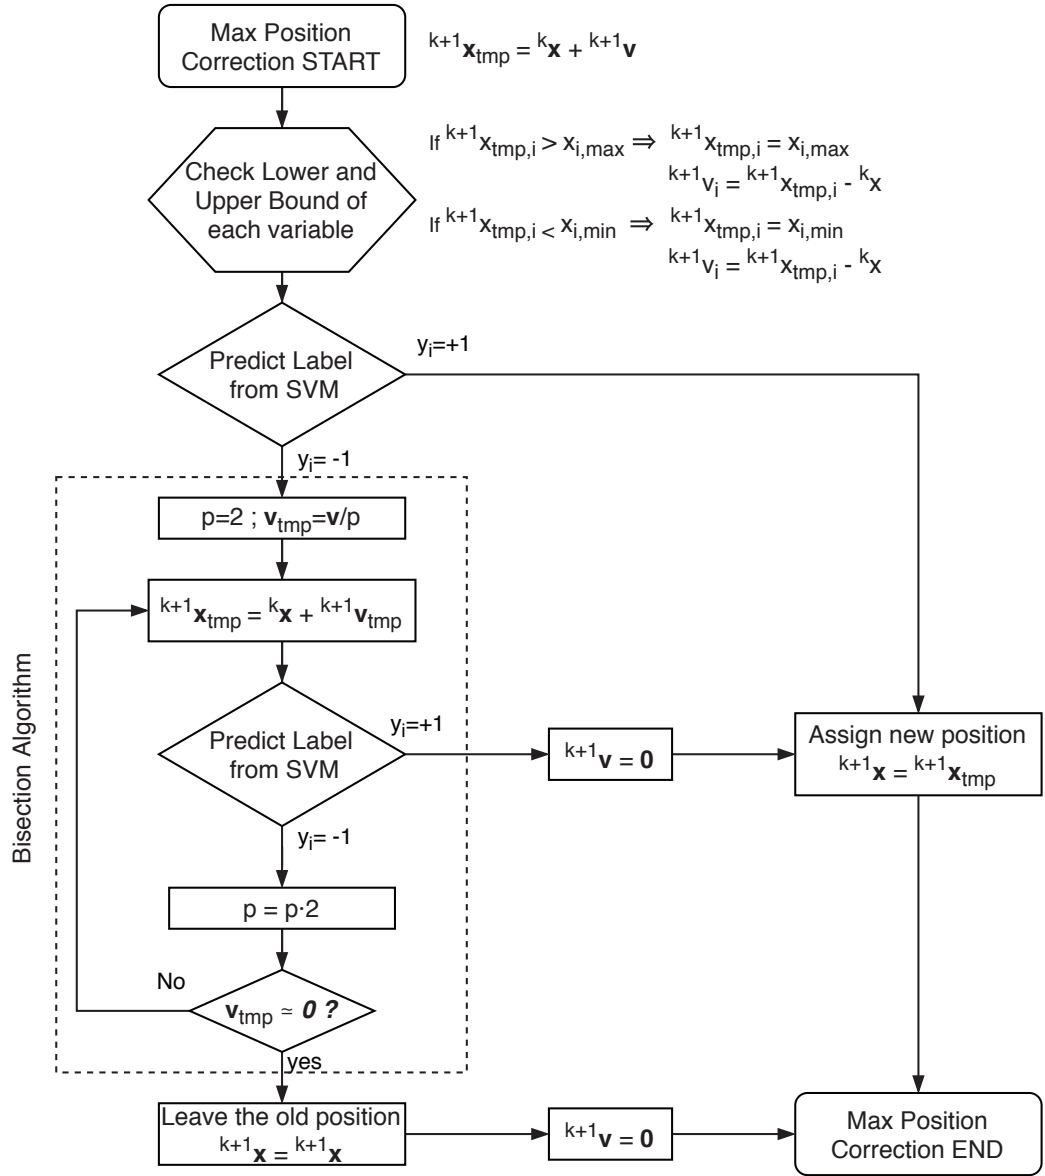 Max Position
Correction START
k+1xtmp = kx + k+1v
Check Lower and
Upper Bound of
each variable
If k+1xtmp,i > xi,max ⇒ k+1xtmp,i = xi,max
k+1vi = k+1xtmp,i - kx
If k+1xtmp,i < xi,min ⇒ k+1xtmp,i = xi,min
k+1vi = k+1xtmp,i - kx
Predict Label
from SVM
yi=+1
yi= -1
p=2 ; vtmp=v/p
k+1xtmp = kx + k+1vtmp
Bisection Algorithm
Predict Label
from SVM
yi=+1
k+1v = 0
Assign new position
k+1x = k+1xtmp
yi= -1
p = p·2
No
vtmp ≃ 0 ?
yes
Leave the old position
k+1x = k+1x
k+1v = 0
Max Position
Correction END